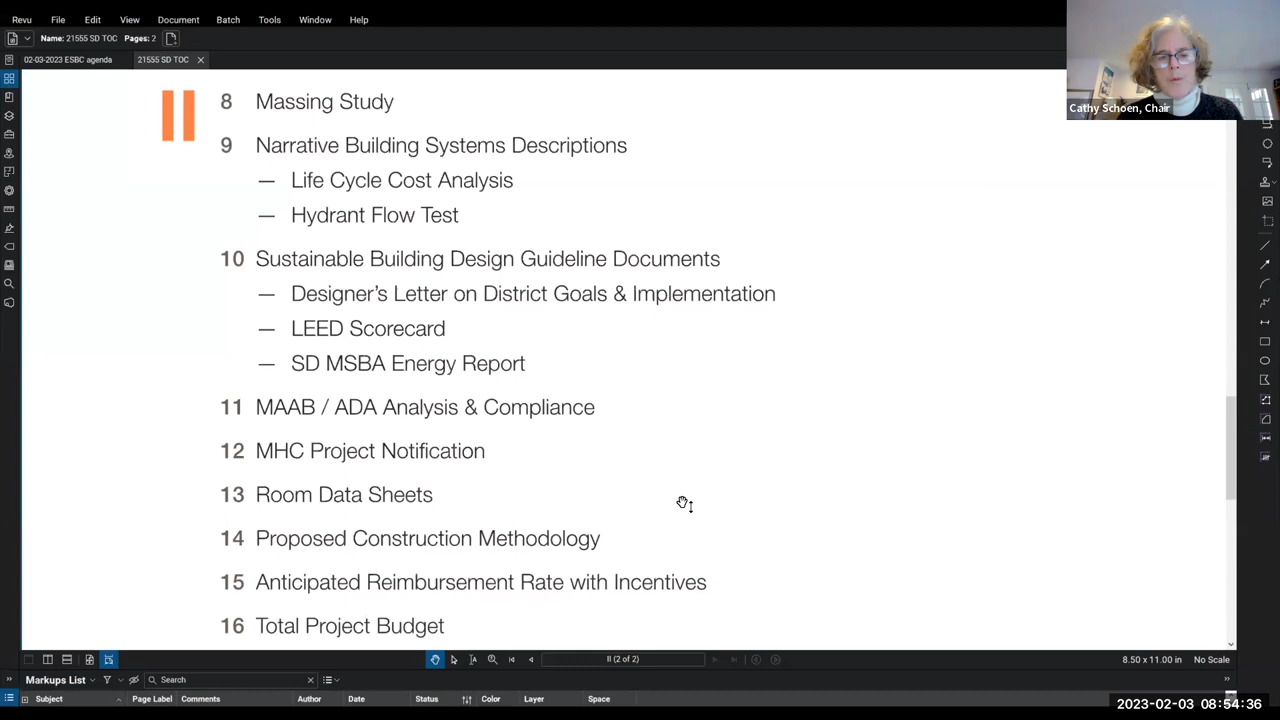 Revu File Edit View Document Batch Tools Window Help
Name: 21555 SD TOC Pages: 2
02-03-2023 ESBC agenda 21555 SD TOC
Cathy Schoen, Chair
II
8 Massing Study
9 Narrative Building Systems Descriptions
— Life Cycle Cost Analysis
— Hydrant Flow Test
10 Sustainable Building Design Guideline Documents
— Designer's Letter on District Goals & Implementation
— LEED Scorecard
— SD MSBA Energy Report
11 MAAB / ADA Analysis & Compliance
12 MHC Project Notification
13 Room Data Sheets
14 Proposed Construction Methodology
15 Anticipated Reimbursement Rate with Incentives
16 Total Project Budget
II (2 of 2) 8.50 x 11.00 in No Scale
Markups List Search
Subject Page Label Comments Author Date Status Color Layer Space
2023-02-03 08:54:36